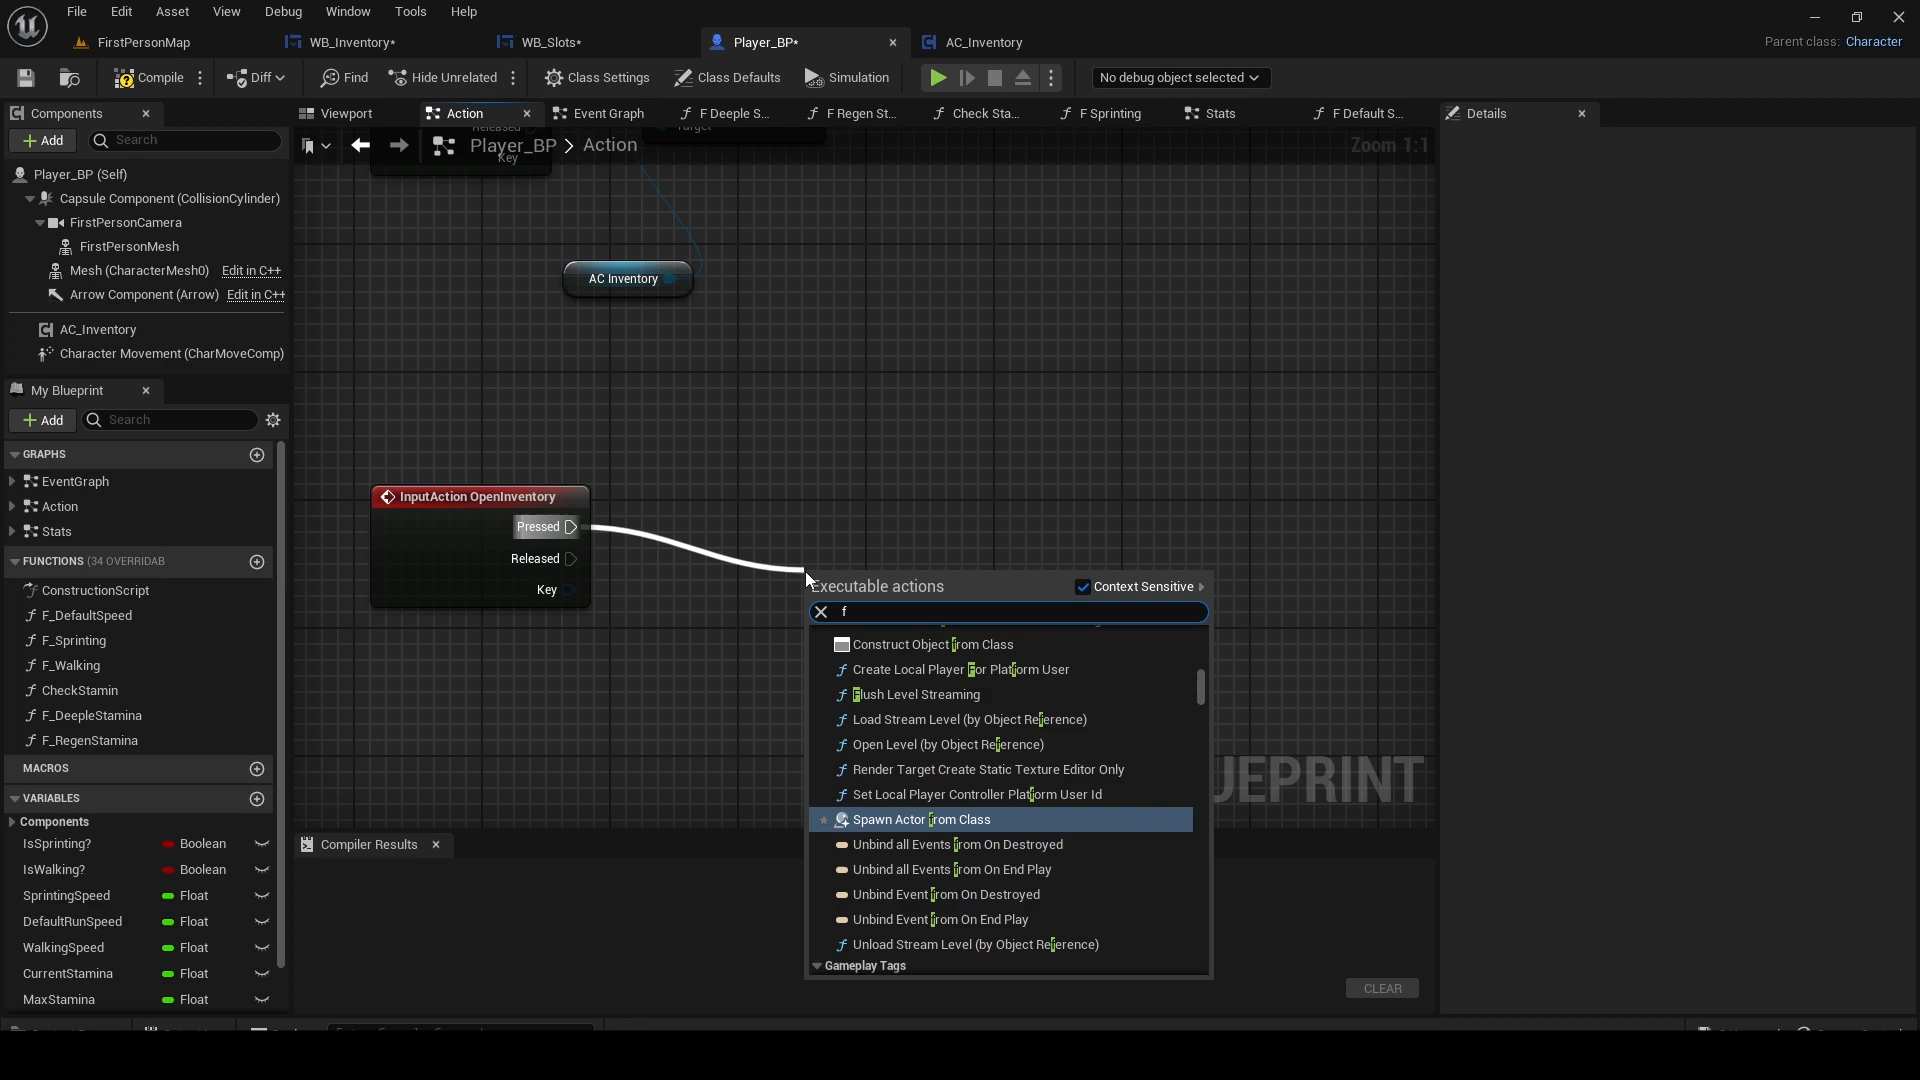 File Edit Asset View Debug Window Tools Help
FirstPersonMap WB_Inventory* WB_Slots* Player_BP* AC_Inventory
Parent class: Character
Compile Diff Find Hide Unrelated Class Settings Class Defaults Simulation No debug object selected
Components
Add Search
Player_BP (Self)
Capsule Component (CollisionCylinder)
FirstPersonCamera
FirstPersonMesh
Mesh (CharacterMesh0) Edit in C++
Arrow Component (Arrow) Edit in C++
AC_Inventory
Character Movement (CharMoveComp)
My Blueprint
Add Search
GRAPHS
EventGraph
Action
Stats
FUNCTIONS (34 OVERRIDAB
ConstructionScript
F_DefaultSpeed
F_Sprinting
F_Walking
CheckStamin
F_DeepleStamina
F_RegenStamina
MACROS
VARIABLES
Components
IsSprinting? Boolean
IsWalking? Boolean
SprintingSpeed Float
DefaultRunSpeed Float
WalkingSpeed Float
CurrentStamina Float
MaxStamina Float
Viewport Action Event Graph F Deeple S... F Regen St... Check Sta... F Sprinting Stats F Default S...
Released
Target
Player_BP > Action
Zoom 1:1
Key
AC Inventory
InputAction OpenInventory
Pressed
Released
Key
Executable actions Context Sensitive
f
Construct Object from Class
Create Local Player For Platform User
Flush Level Streaming
Load Stream Level (by Object Reference)
Open Level (by Object Reference)
Render Target Create Static Texture Editor Only
Set Local Player Controller Platform User Id
Spawn Actor from Class
Unbind all Events from On Destroyed
Unbind all Events from On End Play
Unbind Event from On Destroyed
Unbind Event from On End Play
Unload Stream Level (by Object Reference)
Gameplay Tags
UEPRINT
Compiler Results
CLEAR
Details